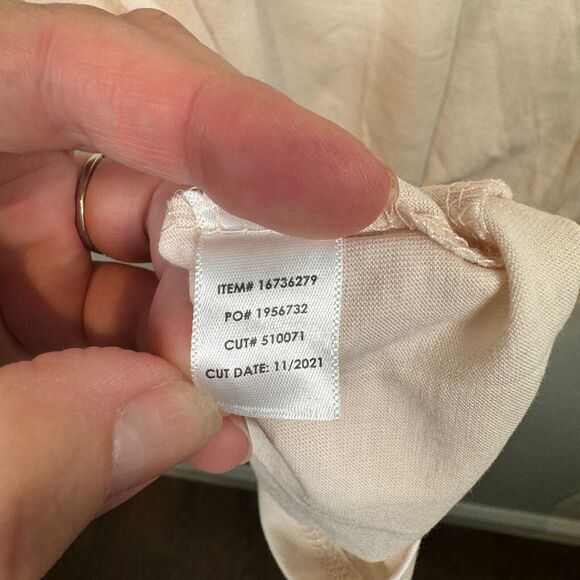 ITEM# 16736279
PO# 1956732
CUT# 510071
CUT DATE: 11/2021